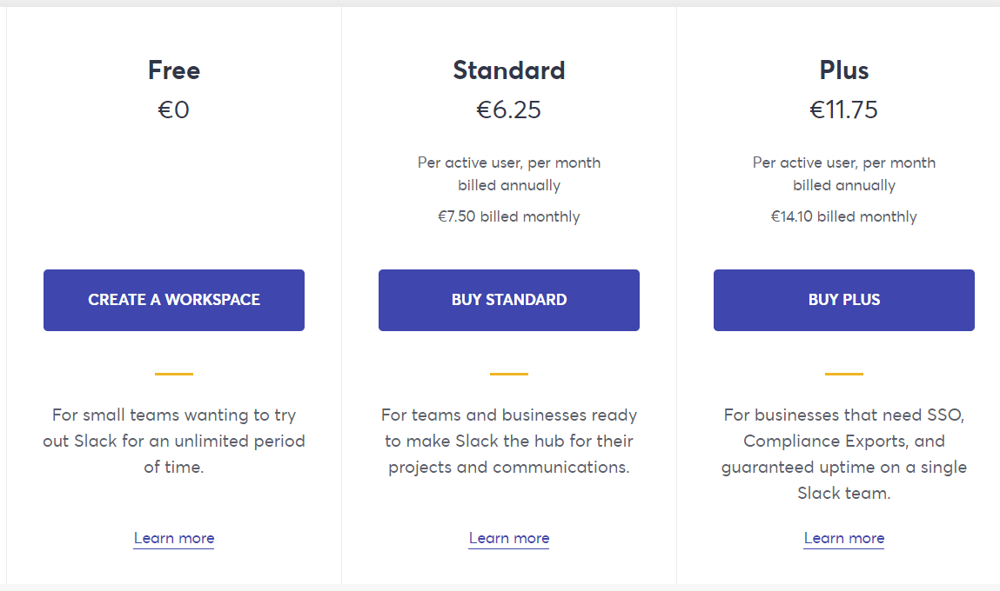 Free
€0
CREATE A WORKSPACE
For small teams wanting to try
out Slack for an unlimited period
of time.
Learn more
Standard
€6.25
Per active user, per month
billed annually
€7.50 billed monthly
BUY STANDARD
For teams and businesses ready
to make Slack the hub for their
projects and communications.
Learn more
Plus
€11.75
Per active user, per month
billed annually
€14.10 billed monthly
BUY PLUS
For businesses that need SSO,
Compliance Exports, and
guaranteed uptime on a single
Slack team.
Learn more